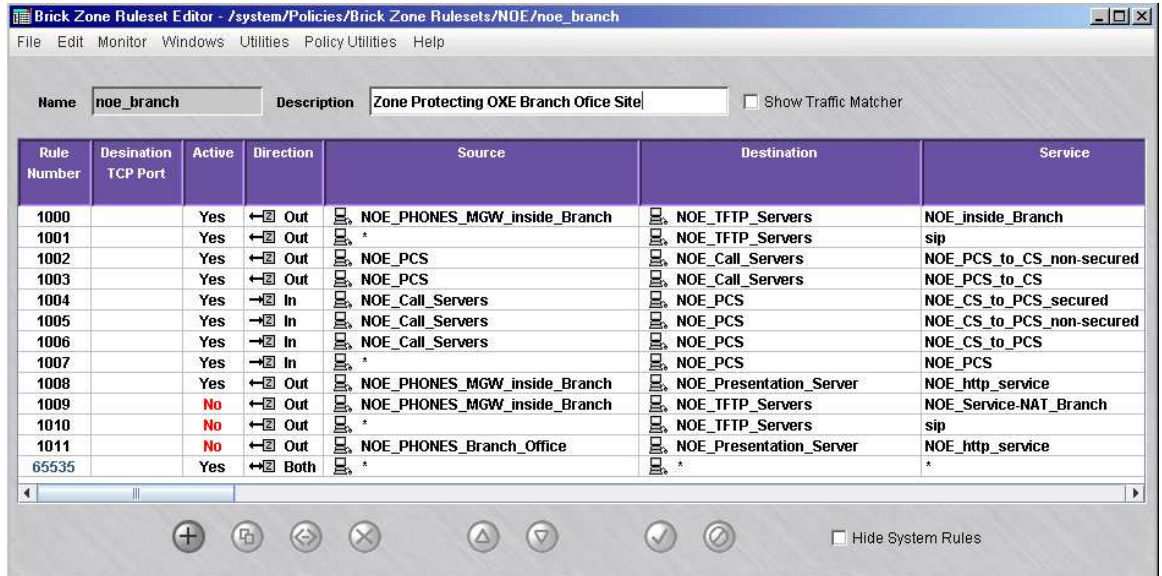 Brick Zone Ruleset Editor - /system/Policies/Brick Zone Rulesets/NOE/noe_branch
File Edit Monitor Windows Utilities Policy Utilities Help
Name noe_branch Description Zone Protecting OXE Branch Ofice Site Show Traffic Matcher
Rule Number Desination TCP Port Active Direction Source Destination Service
1000 Yes Out NOE_PHONES_MGW_inside_Branch NOE_TFTP_Servers NOE_inside_Branch
1001 Yes Out * NOE_TFTP_Servers sip
1002 Yes Out NOE_PCS NOE_Call_Servers NOE_PCS_to_CS_non-secured
1003 Yes Out NOE_PCS NOE_Call_Servers NOE_PCS_to_CS
1004 Yes In NOE_Call_Servers NOE_PCS NOE_CS_to_PCS_secured
1005 Yes In NOE_Call_Servers NOE_PCS NOE_CS_to_PCS_non-secured
1006 Yes In NOE_Call_Servers NOE_PCS NOE_CS_to_PCS
1007 Yes In * NOE_PCS NOE_PCS
1008 Yes Out NOE_PHONES_MGW_inside_Branch NOE_Presentation_Server NOE_http_service
1009 No Out NOE_PHONES_MGW_inside_Branch NOE_TFTP_Servers NOE_Service-NAT_Branch
1010 No Out * NOE_TFTP_Servers sip
1011 No Out NOE_PHONES_Branch_Office NOE_Presentation_Server NOE_http_service
65535 Yes Both * * *
Hide System Rules